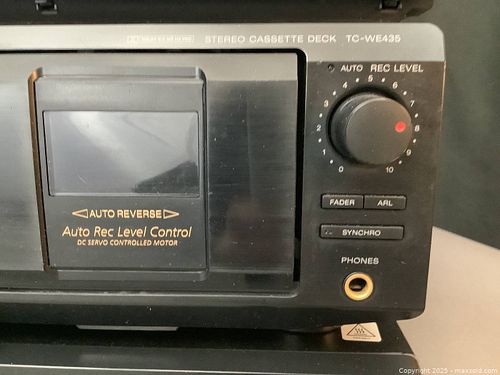 STEREO CASSETTE DECK TC-WE435
AUTO REC LEVEL
0 1 2 3 4 5 6 7 8 9 10
FADER ARL
SYNCHRO
PHONES
AUTO REVERSE
Auto Rec Level Control
DC SERVO CONTROLLED MOTOR
Copyright 2025 - maxsold.com